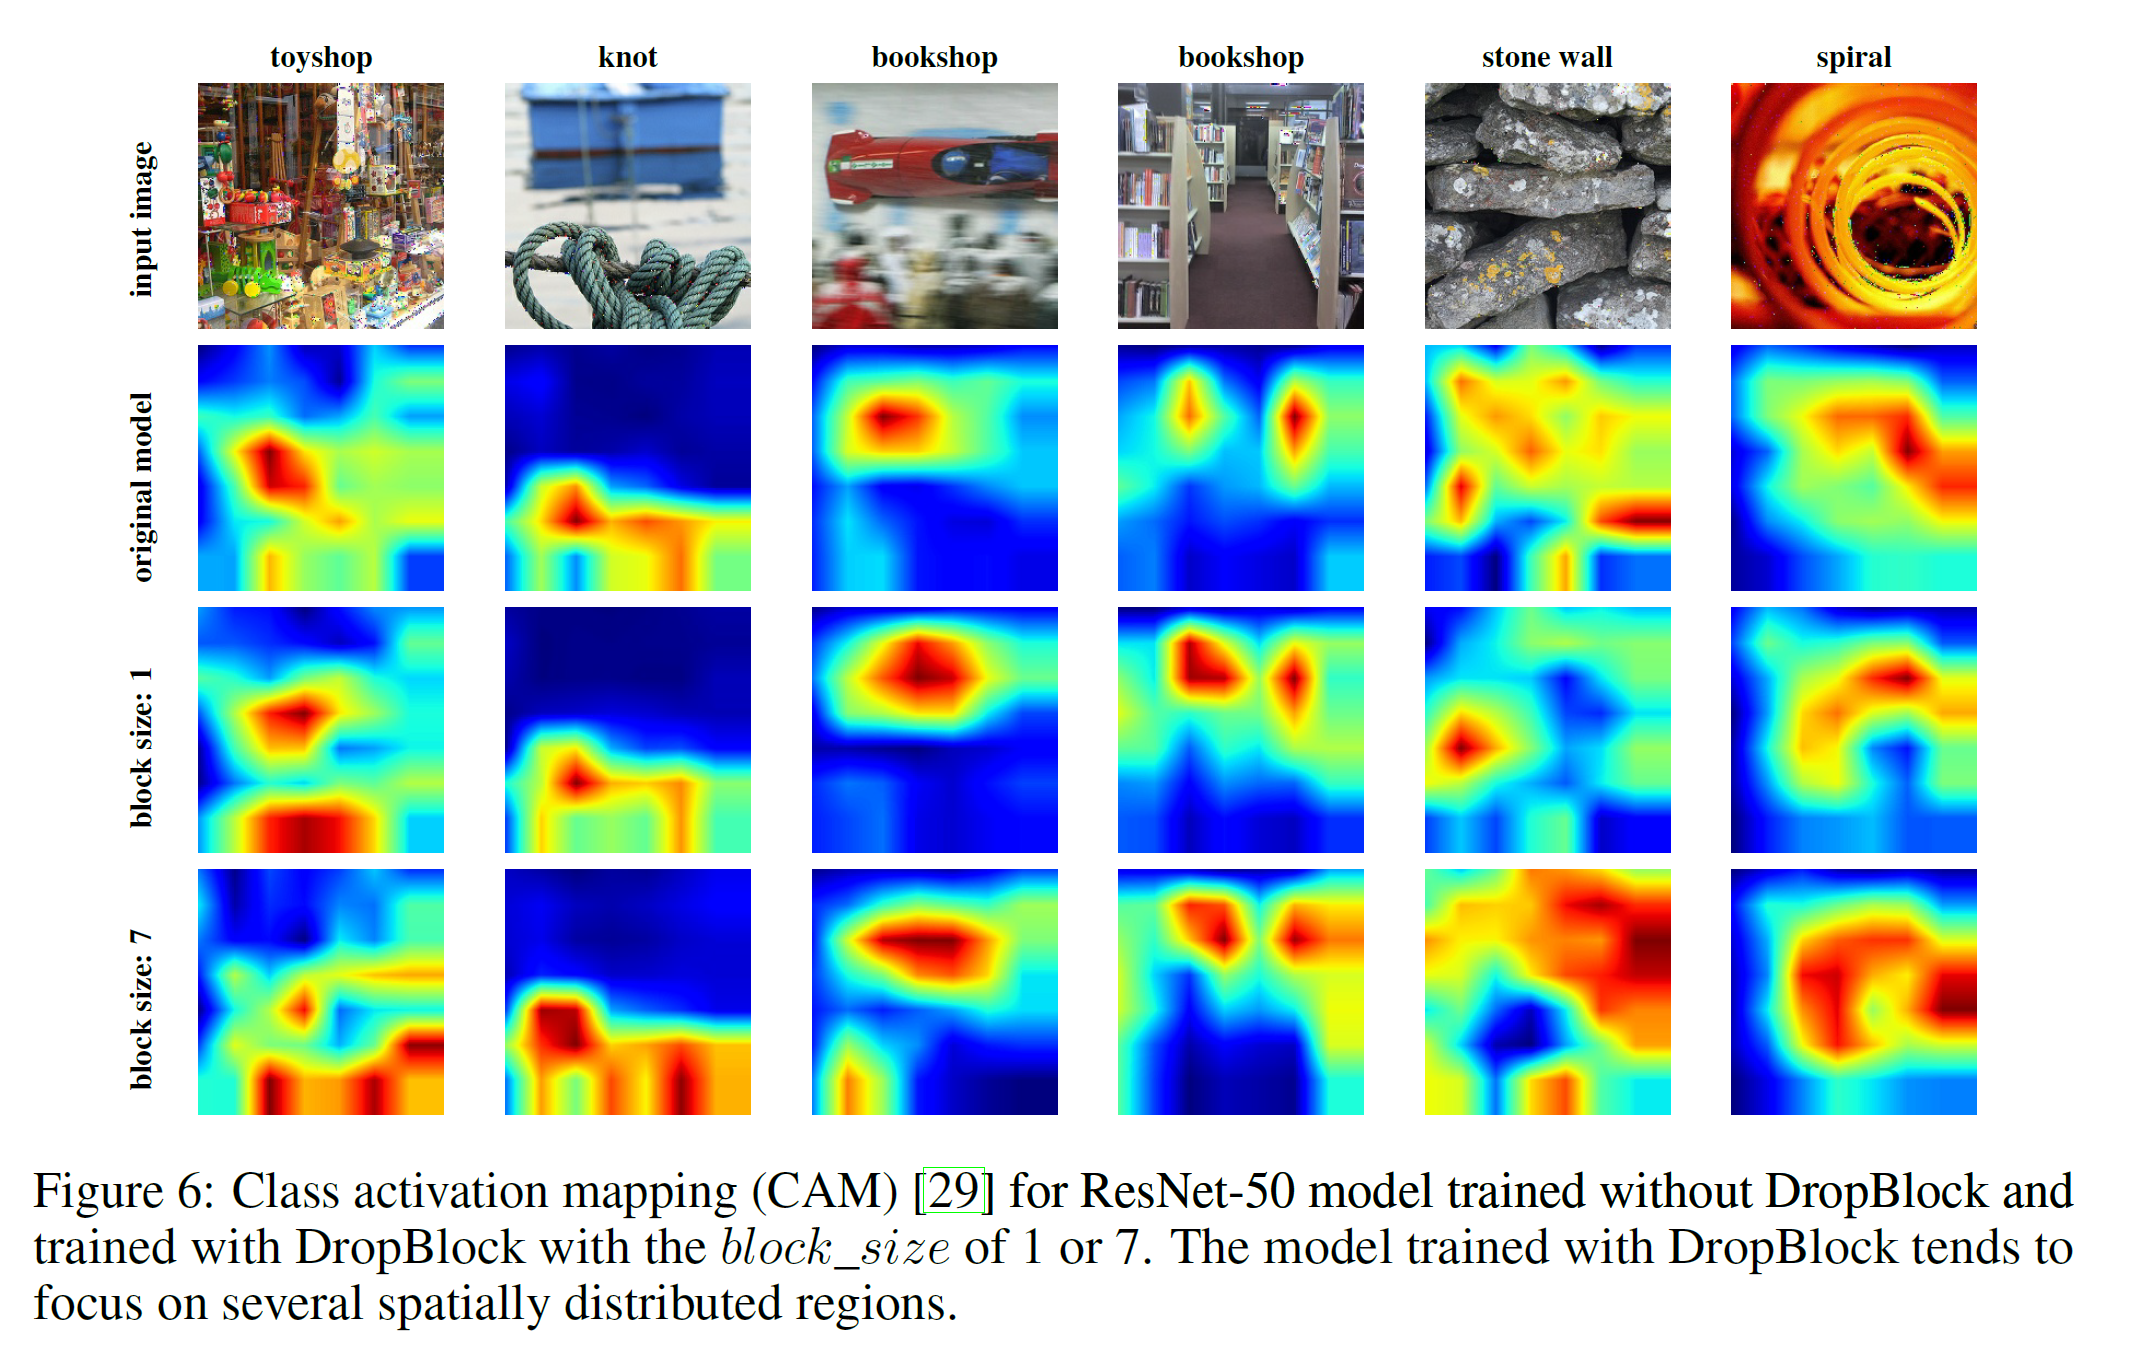 toyshop knot bookshop bookshop stone wall spiral
input image
original model
block size: 1
block size: 7
Figure 6: Class activation mapping (CAM) [29] for ResNet-50 model trained without DropBlock and
trained with DropBlock with the block_size of 1 or 7. The model trained with DropBlock tends to
focus on several spatially distributed regions.